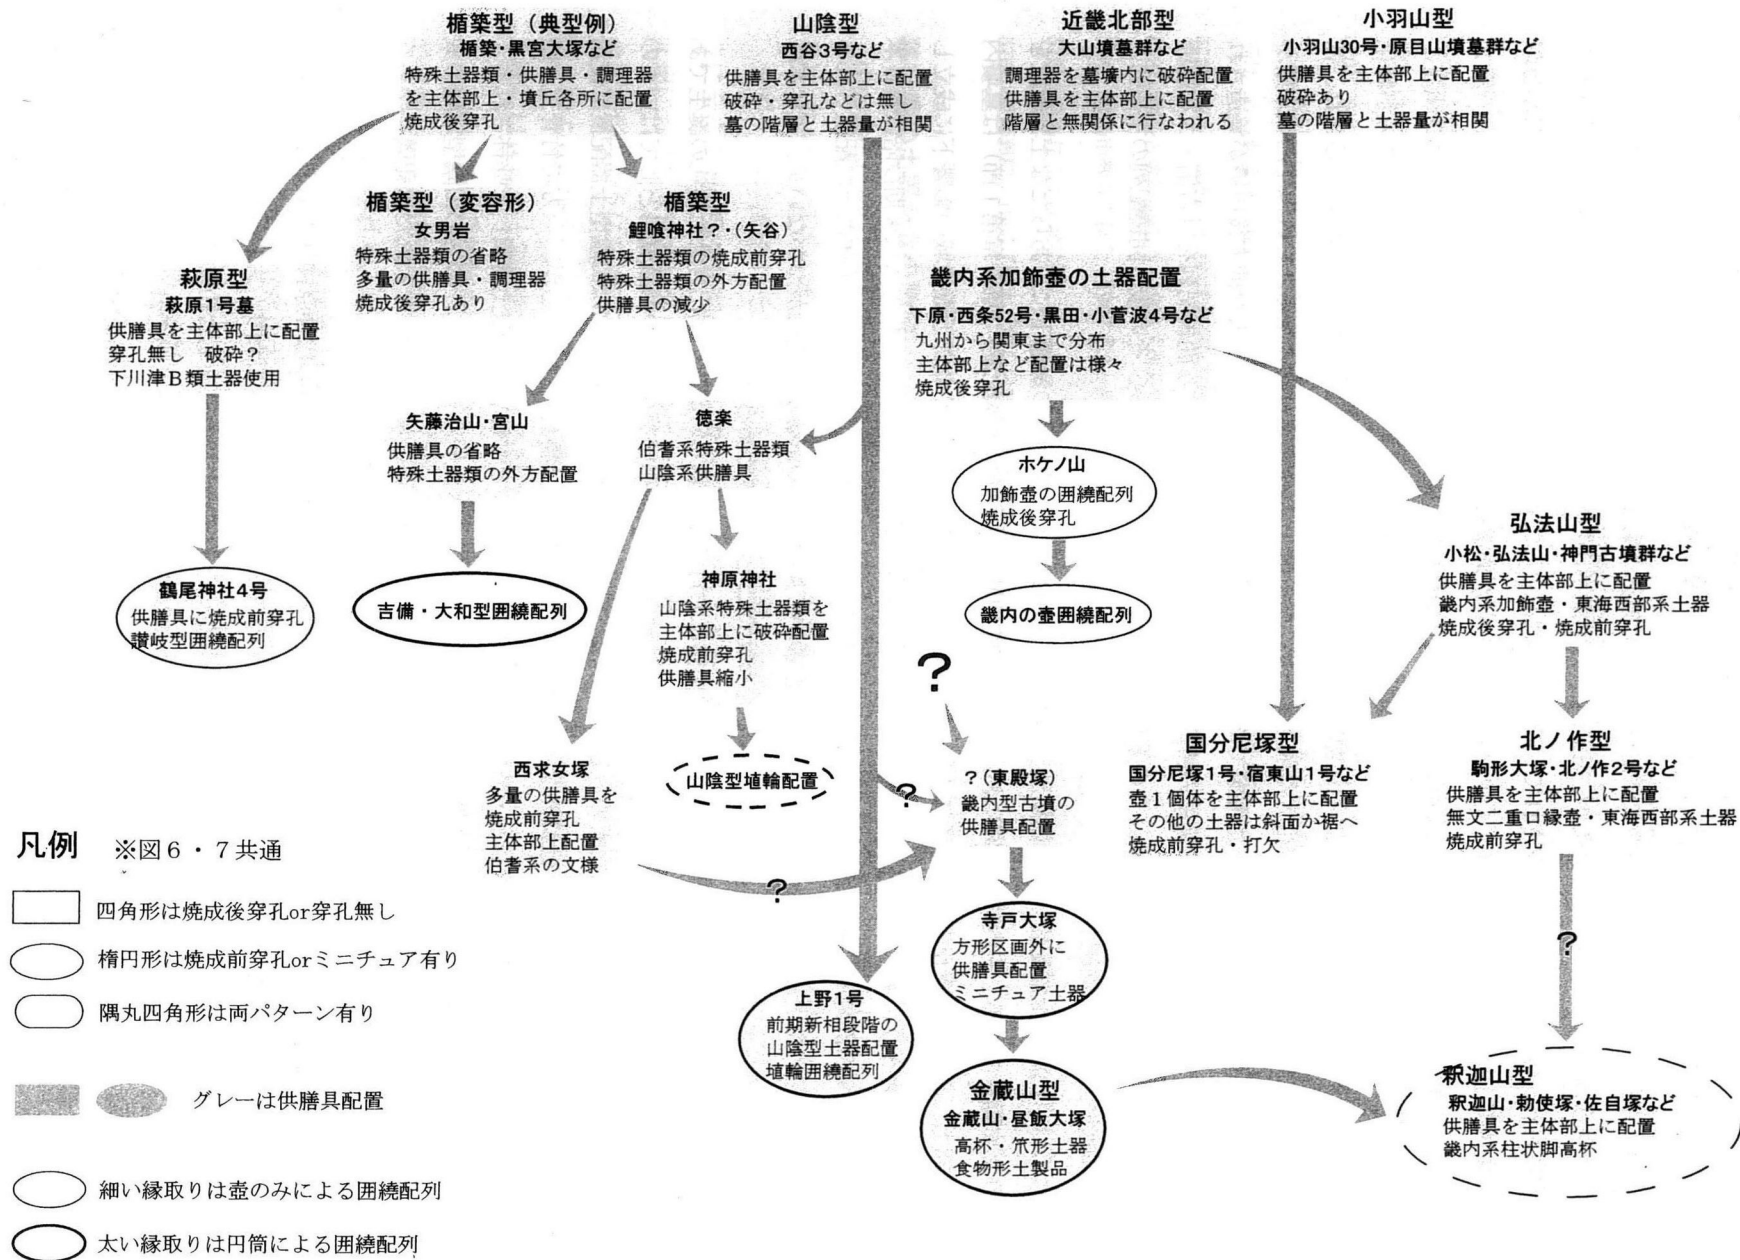 楯築型（典型例）
楯築・黒宮大塚など
特殊土器類・供膳具・調理器
を主体部上・墳丘各所に配置
焼成後穿孔
山陰型
西谷3号など
供膳具を主体部上に配置
破砕・穿孔などは無し
墓の階層と土器量が相関
近畿北部型
大山墳墓群など
調理器を墓壙内に破砕配置
供膳具を主体部上に配置
階層と無関係に行なわれる
小羽山型
小羽山30号・原目山墳墓群など
供膳具を主体部上に配置
破砕あり
墓の階層と土器量が相関
楯築型（変容形）
女男岩
特殊土器類の省略
多量の供膳具・調理器
焼成後穿孔あり
楯築型
鯉喰神社？・（矢谷）
特殊土器類の焼成前穿孔
特殊土器類の外方配置
供膳具の減少
萩原型
萩原1号墓
供膳具を主体部上に配置
穿孔無し　破砕？
下川津Ｂ類土器使用
畿内系加飾壺の土器配置
下原・西条52号・黒田・小菅波4号など
九州から関東まで分布
主体部上など配置は様々
焼成後穿孔
矢藤治山・宮山
供膳具の省略
特殊土器類の外方配置
徳楽
伯耆系特殊土器類
山陰系供膳具
ホケノ山
加飾壺の囲繞配列
焼成後穿孔
弘法山型
小松・弘法山・神門古墳群など
供膳具を主体部上に配置
畿内系加飾壺・東海西部系土器
焼成後穿孔・焼成前穿孔
鶴尾神社4号
供膳具に焼成前穿孔
讃岐型囲繞配列
吉備・大和型囲繞配列
神原神社
山陰系特殊土器類を
主体部上に破砕配置
焼成前穿孔
供膳具縮小
畿内の壺囲繞配列
？
西求女塚
多量の供膳具を
焼成前穿孔
主体部上配置
伯耆系の文様
山陰型埴輪配置
？
？（東殿塚）
畿内型古墳の
供膳具配置
国分尼塚型
国分尼塚1号・宿東山1号など
壺１個体を主体部上に配置
その他の土器は斜面か裾へ
焼成前穿孔・打欠
北ノ作型
駒形大塚・北ノ作2号など
供膳具を主体部上に配置
無文二重口縁壺・東海西部系土器
焼成前穿孔
？
？
寺戸大塚
方形区画外に
供膳具配置
ミニチュア土器
上野1号
前期新相段階の
山陰型土器配置
埴輪囲繞配列
金蔵山型
金蔵山・昼飯大塚
高杯・笊形土器
食物形土製品
釈迦山型
釈迦山・勅使塚・佐自塚など
供膳具を主体部上に配置
畿内系柱状脚高杯
凡例　※図６・７共通
四角形は焼成後穿孔or穿孔無し
楕円形は焼成前穿孔orミニチュア有り
隅丸四角形は両パターン有り
グレーは供膳具配置
細い縁取りは壺のみによる囲繞配列
太い縁取りは円筒による囲繞配列